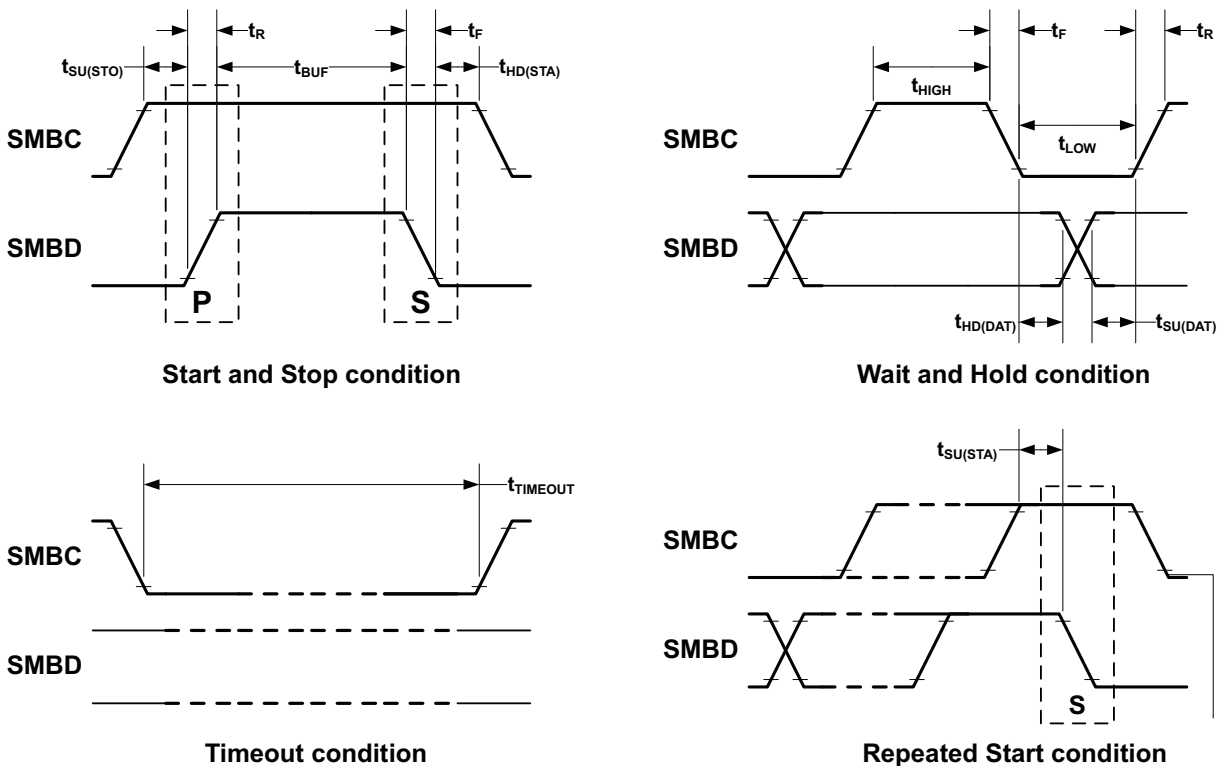 tR
tF
tSU(STO)
tBUF
tHD(STA)
SMBC
SMBD
P
S
Start and Stop condition
tF
tR
tHIGH
SMBC
tLOW
SMBD
tHD(DAT)
tSU(DAT)
Wait and Hold condition
tTIMEOUT
SMBC
SMBD
Timeout condition
tSU(STA)
SMBC
SMBD
S
Repeated Start condition